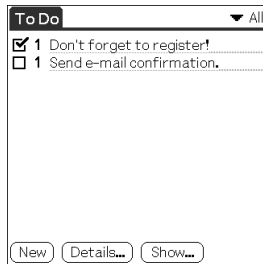 To Do All
1 Don't forget to register!
1 Send e-mail confirmation.
New Details... Show...